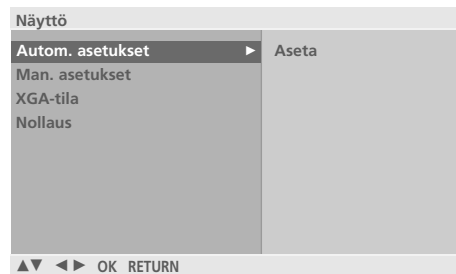 Näyttö
Autom. asetukset ► Aseta
Man. asetukset
XGA-tila
Nollaus
▲▼ ◄► OK RETURN